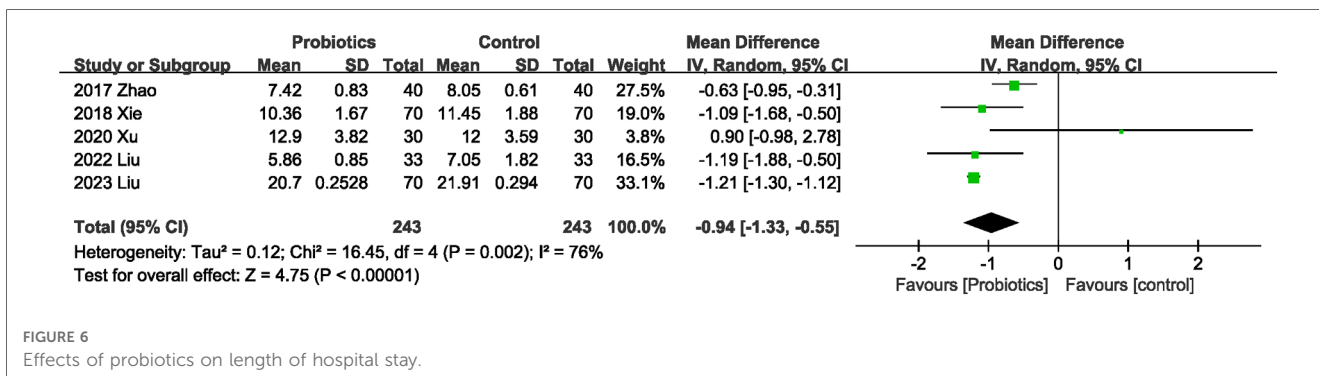 Probiotics Control Mean Difference Mean Difference
Study or Subgroup Mean SD Total Mean SD Total Weight IV, Random, 95% CI IV, Random, 95% CI
2017 Zhao 7.42 0.83 40 8.05 0.61 40 27.5% -0.63 [-0.95, -0.31]
2018 Xie 10.36 1.67 70 11.45 1.88 70 19.0% -1.09 [-1.68, -0.50]
2020 Xu 12.9 3.82 30 12 3.59 30 3.8% 0.90 [-0.98, 2.78]
2022 Liu 5.86 0.85 33 7.05 1.82 33 16.5% -1.19 [-1.88, -0.50]
2023 Liu 20.7 0.2528 70 21.91 0.294 70 33.1% -1.21 [-1.30, -1.12]
Total (95% CI) 243 243 100.0% -0.94 [-1.33, -0.55]
Heterogeneity: Tau² = 0.12; Chi² = 16.45, df = 4 (P = 0.002); I² = 76%
Test for overall effect: Z = 4.75 (P < 0.00001)
-2 -1 0 1 2
Favours [Probiotics] Favours [control]
FIGURE 6
Effects of probiotics on length of hospital stay.